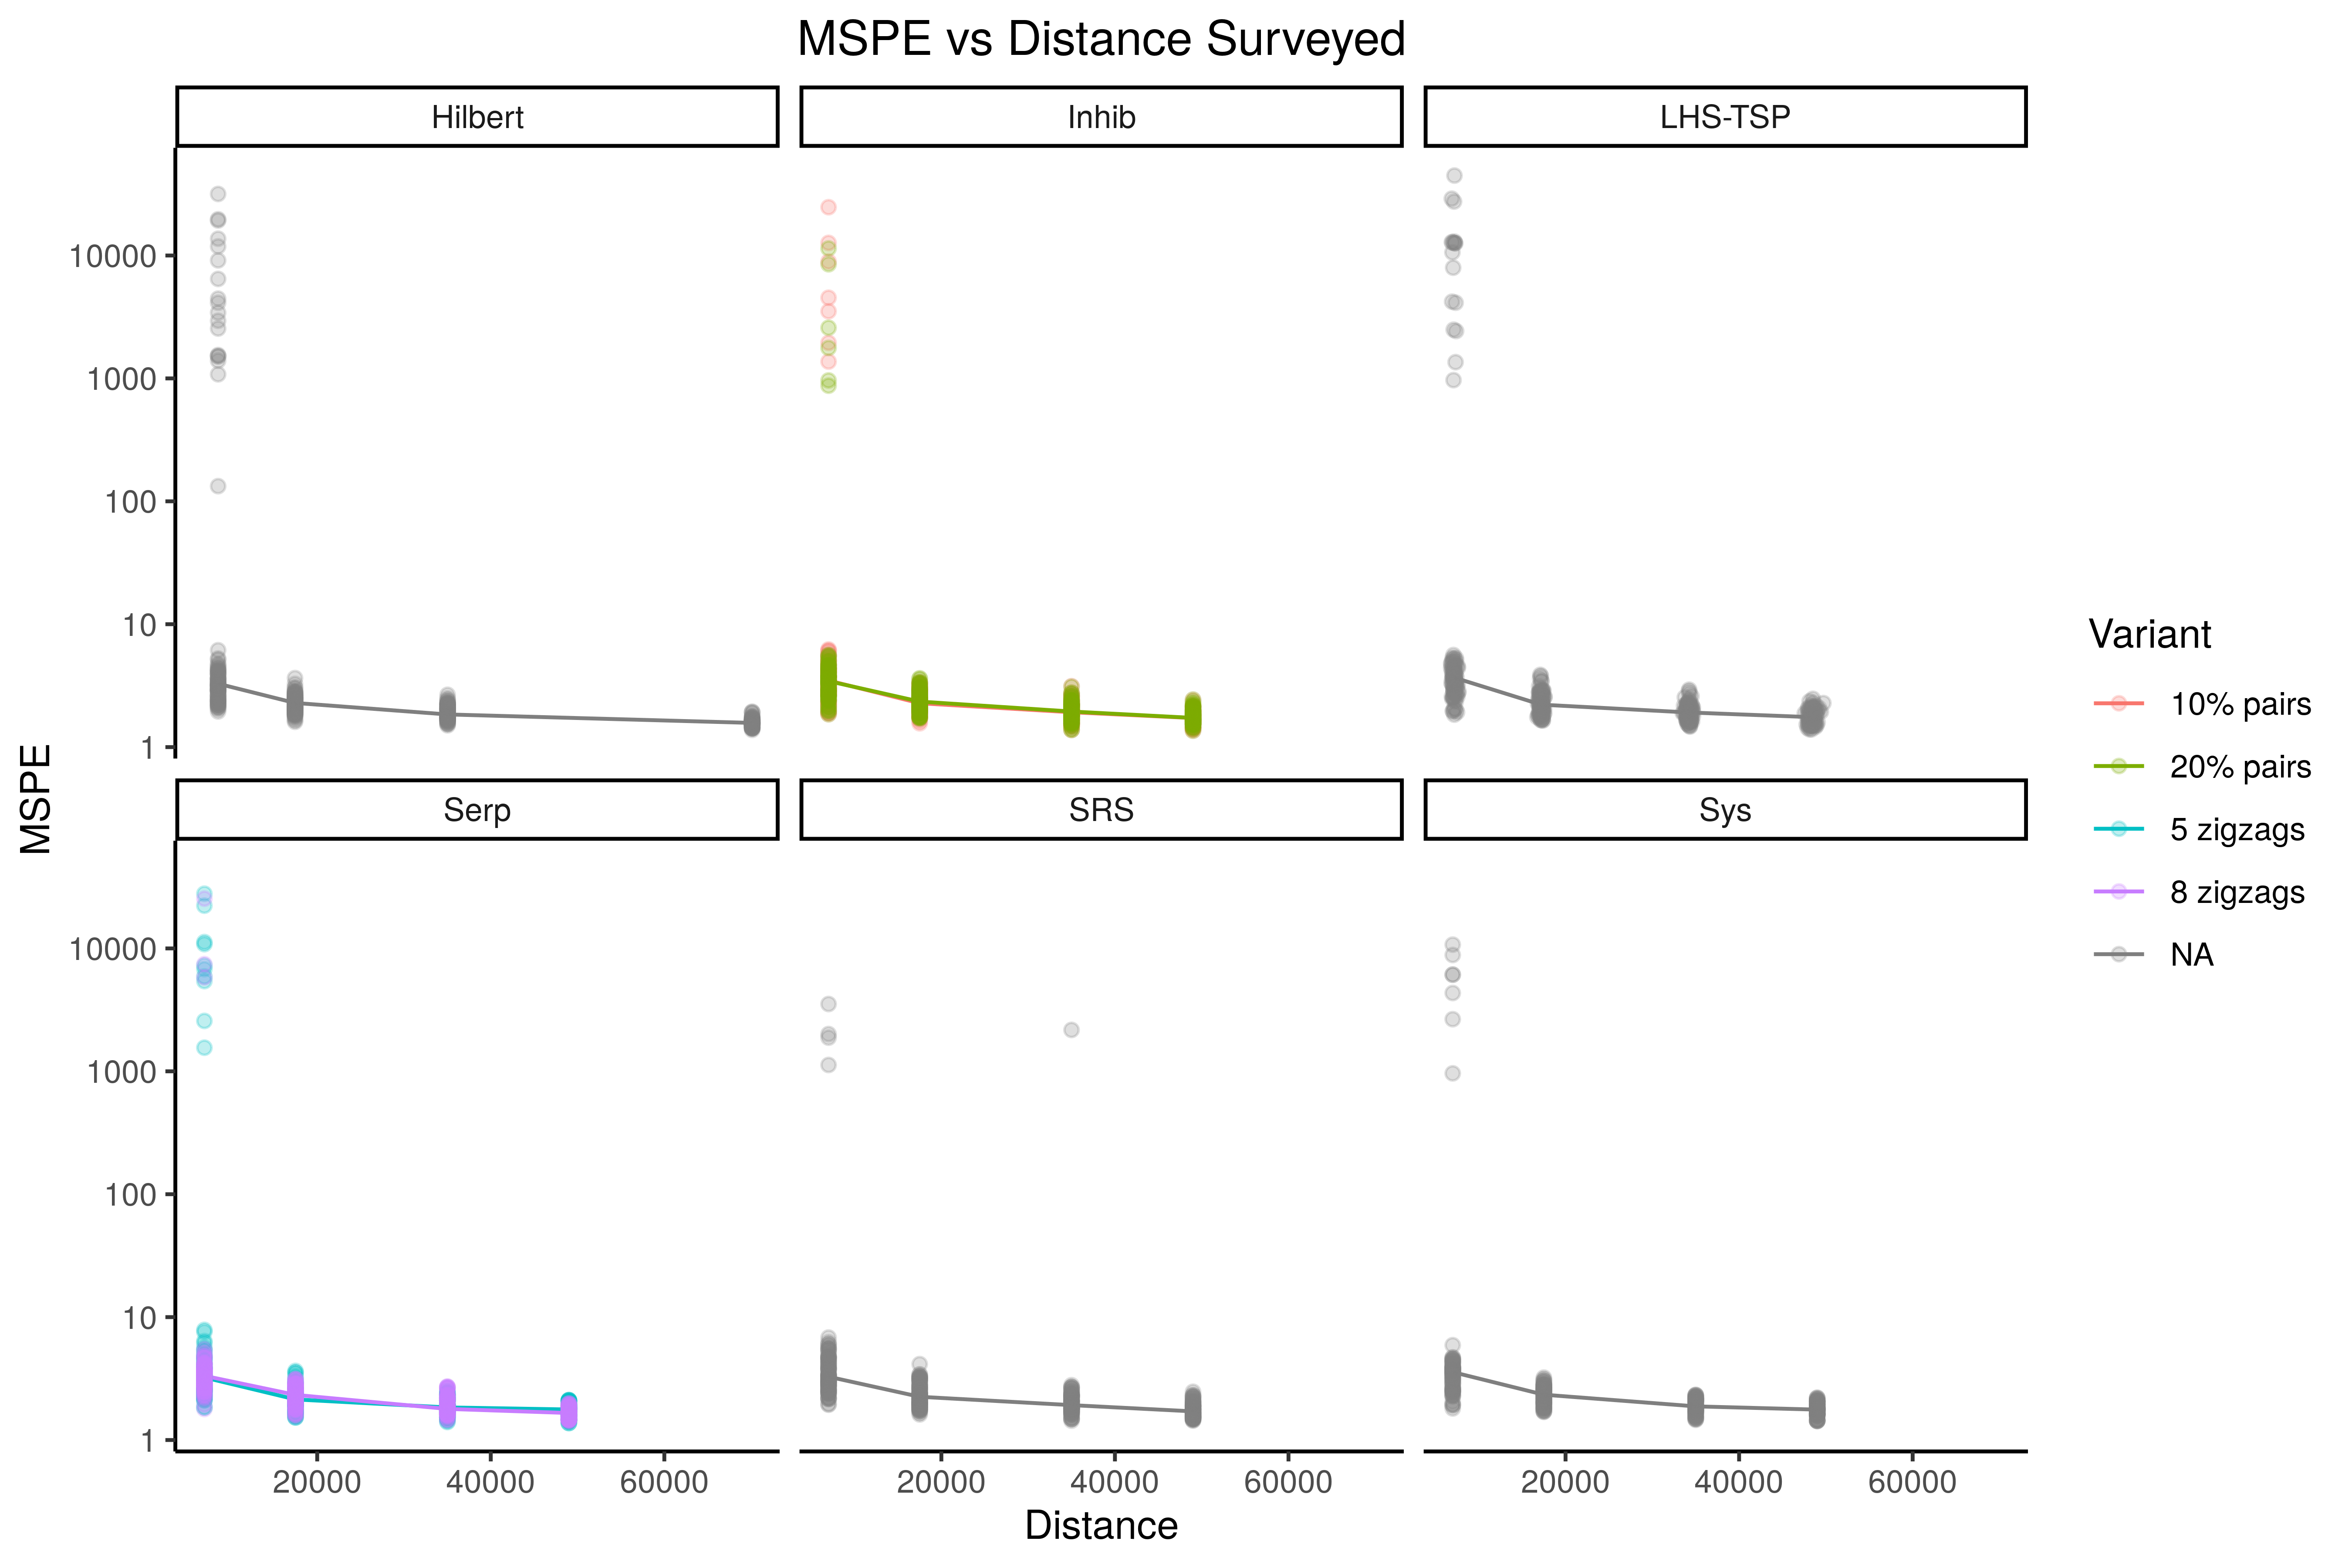 MSPE vs Distance Surveyed
Hilbert
Inhib
LHS-TSP
10000
1000
100
10
1
Serp
SRS
Sys
10000
1000
100
10
1
20000
40000
60000
20000
40000
60000
20000
40000
60000
Distance
MSPE
Variant
10% pairs
20% pairs
5 zigzags
8 zigzags
NA